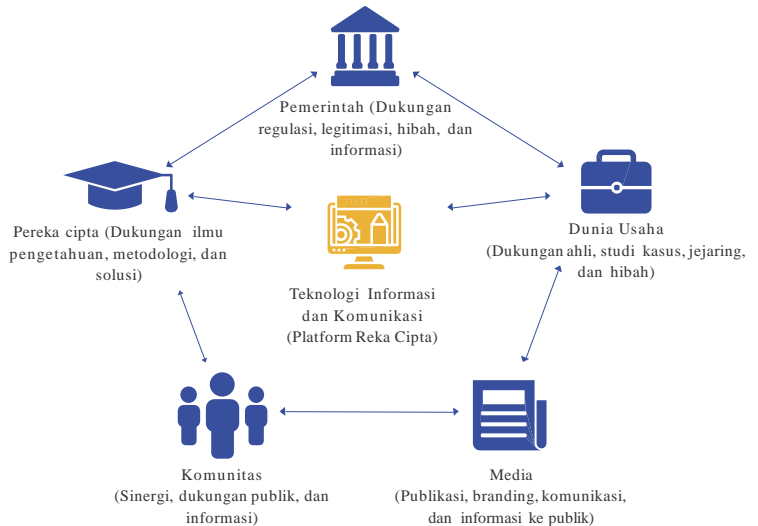 Pemerintah (Dukungan
regulasi, legitimasi, hibah, dan
informasi)
Pereka cipta (Dukungan ilmu
pengetahuan, metodologi, dan
solusi)
Dunia Usaha
(Dukungan ahli, studi kasus, jejaring,
dan hibah)
Teknologi Informasi
dan Komunikasi
(Platform Reka Cipta)
Komunitas
(Sinergi, dukungan publik, dan
informasi)
Media
(Publikasi, branding, komunikasi,
dan informasi ke publik)